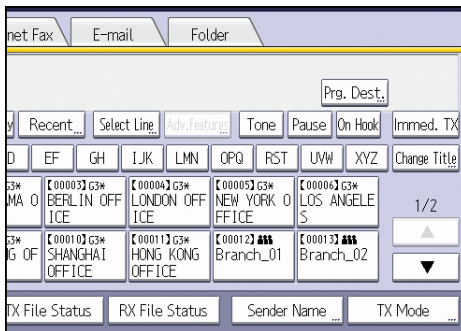 net Fax E-mail Folder
Prg. Dest.
y Recent Select Line Adv.Features Tone Pause On Hook Immed. TX
D EF GH IJK LMN OPQ RST UVW XYZ Change Title
G3* 【00003】G3* 【00004】G3* 【00005】G3* 【00006】G3*
MA O BERLIN OFF LONDON OFF NEW YORK O LOS ANGELE
ICE ICE FFICE S
1/2
G3* 【00010】G3* 【00011】G3* 【00012】 【00013】
G OF SHANGHAI HONG KONG Branch_01 Branch_02
OFFICE OFFICE
TX File Status RX File Status Sender Name TX Mode